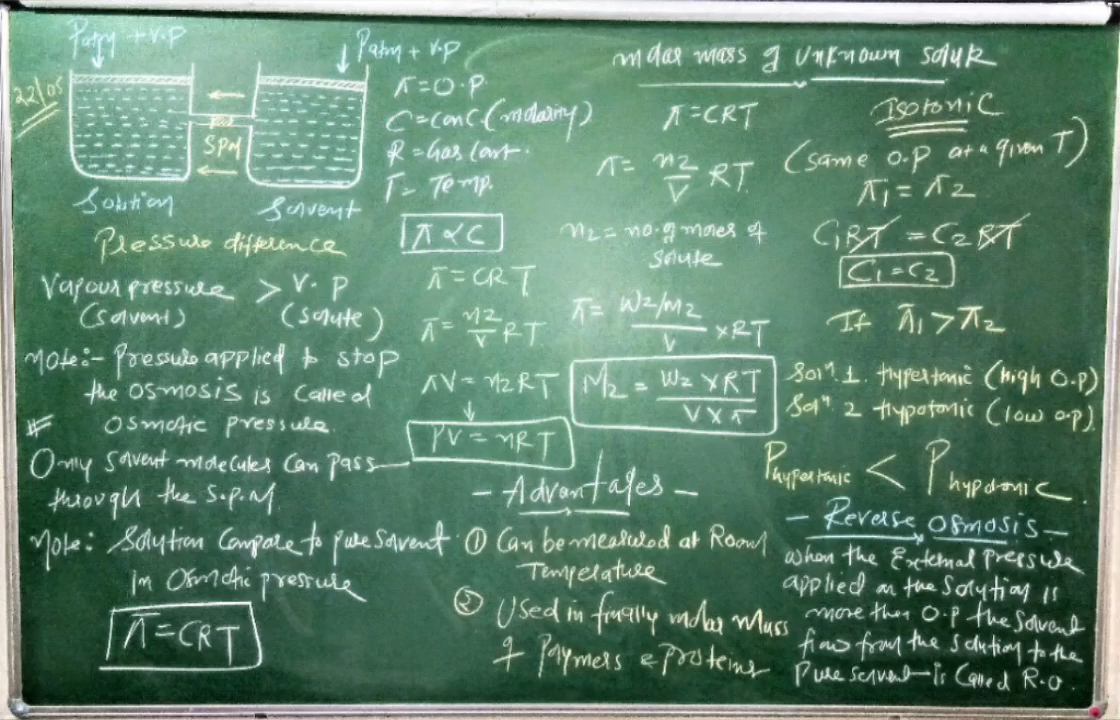 22/05
Patm + V.P
Patm + V.P
SPM
Solution
Solvent
Pressure difference
Vapour pressure > V.P
(Solvent) (Solute)
Note:- Pressure applied to stop
the osmosis is called
osmotic pressure.
Only Solvent molecules can pass
through the S.P.M.
Note: Solution Compare to pure solvent
in Osmotic pressure
π = CRT
π = O.P
C = conC (molarity)
R = Gas Cont.
T = Temp.
π ∝ C
π = CRT
π = n2/V RT
πV = n2RT
↓
PV = nRT
molar mass of unknown solute
π = CRT
π = n2/V RT
n2 = no. of moles of
Solute
π = W2/M2 / V × RT
M2 = W2 × RT / V × π
- Advantages -
① Can be measured at Room
Temperature
② Used in finally molar Mass
of Polymers & proteins
Isotonic
(same O.P at a given T)
π1 = π2
C1RT = C2RT
C1 = C2
If π1 > π2
Soln. 1. Hypertonic (High O.P)
Soln 2 Hypotonic (low o.p)
Phypertonic < Phypotonic
- Reverse Osmosis -
when the External pressure
applied on the solution is
more than O.P the solvent
flow from the solution to the
Pure solvent is Called R.O.